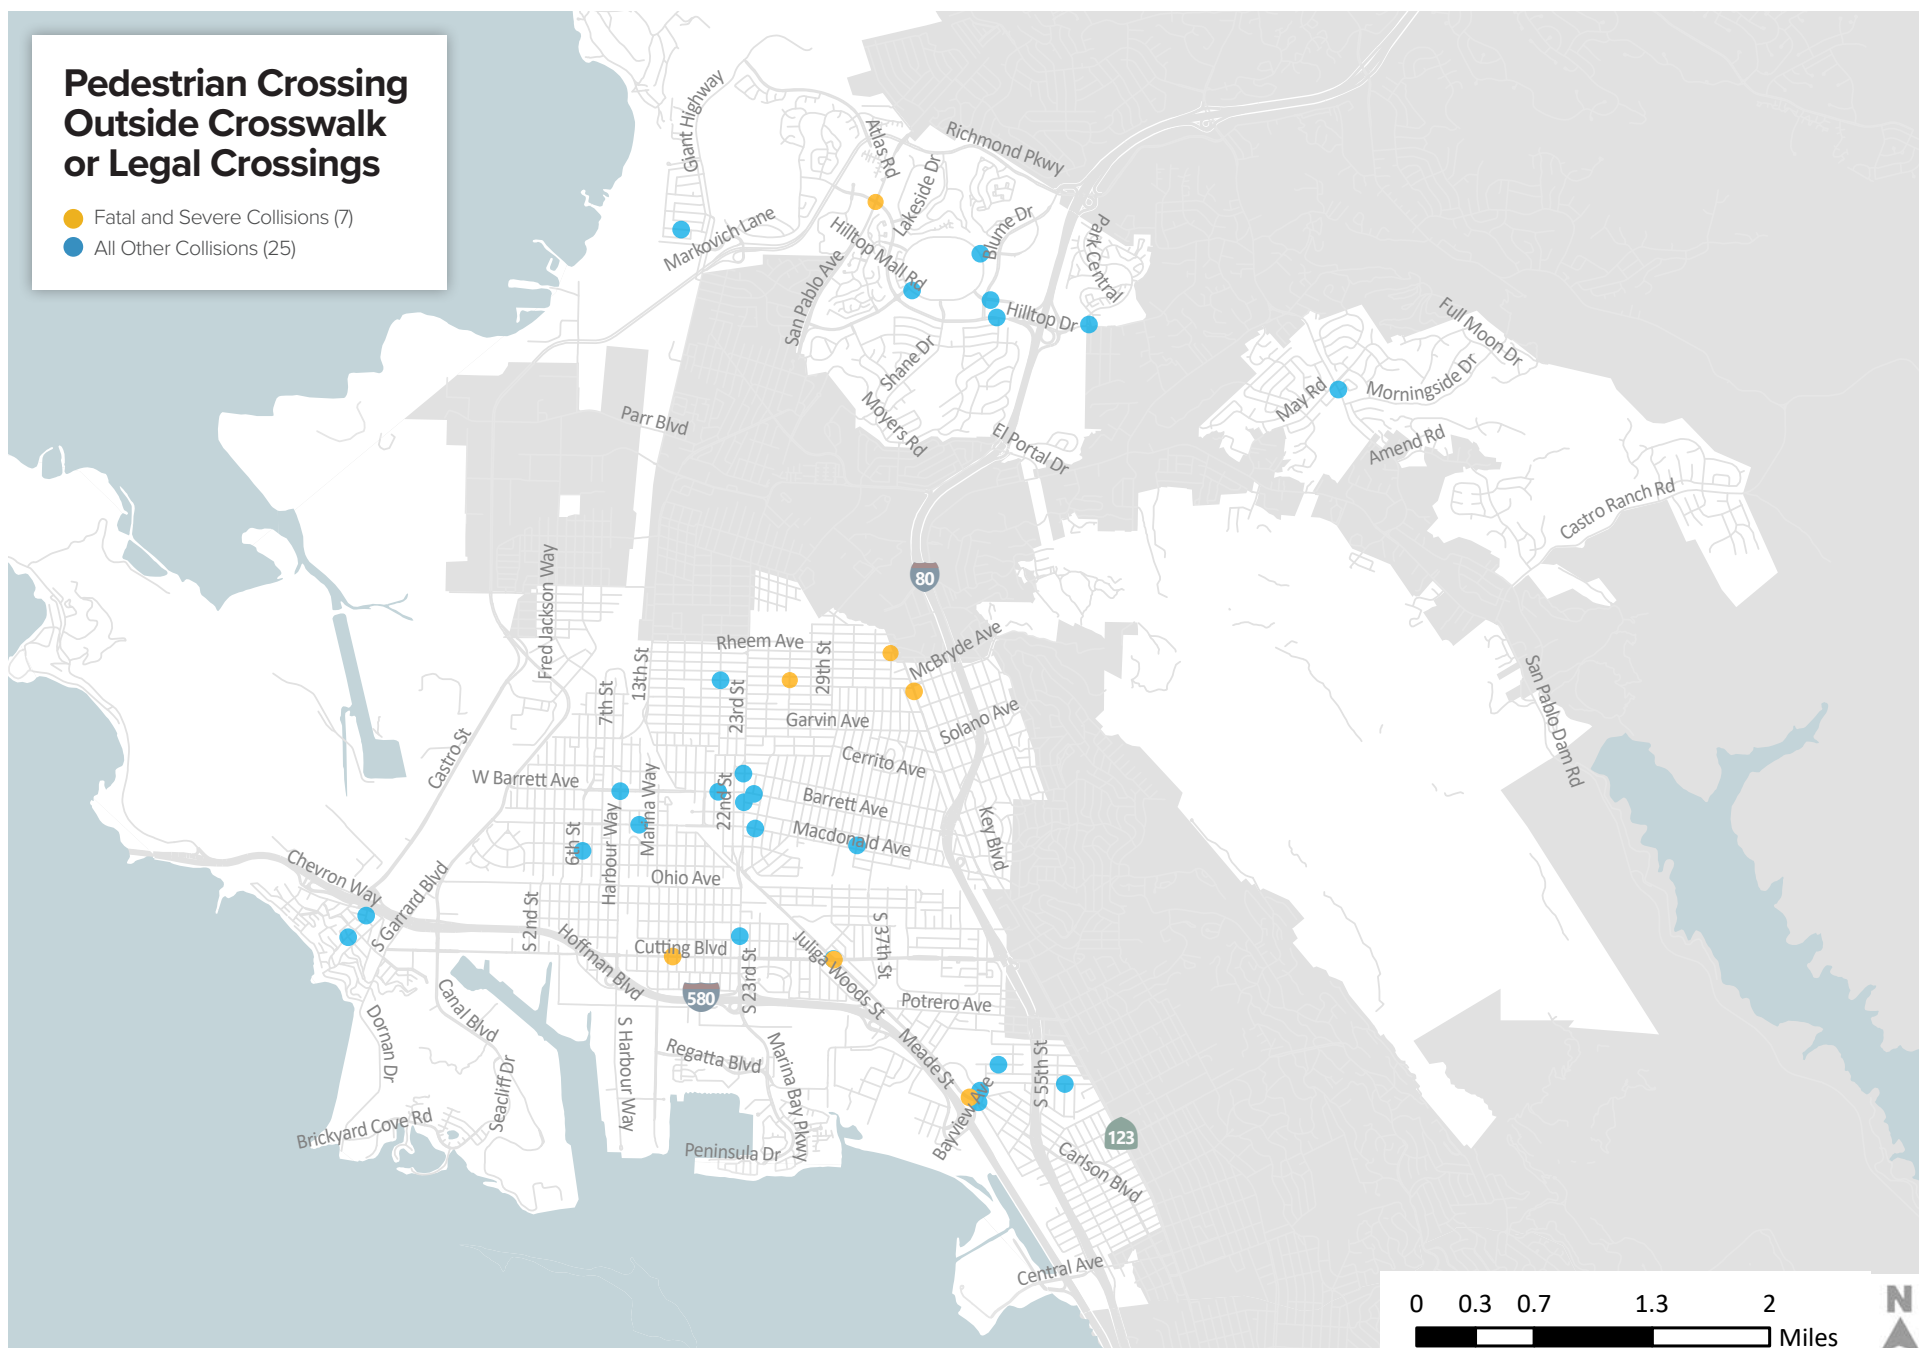 Pedestrian Crossing
Outside Crosswalk
or Legal Crossings
Fatal and Severe Collisions (7)
All Other Collisions (25)
Giant Highway
Atlas Rd
Richmond Pkwy
Lakeside Dr
Markovich Lane
Hilltop Mall Rd
Blume Dr
Park Central
San Pablo Ave
Hilltop Dr
Full Moon Dr
Shane Dr
May Rd
Morningside Dr
Parr Blvd
Moyers Rd
El Portal Dr
Amend Rd
Castro Ranch Rd
80
Fred Jackson Way
Rheem Ave
McBryde Ave
13th St
29th St
7th St
23rd St
San Pablo Dam Rd
Garvin Ave
Solano Ave
Castro St
Cerrito Ave
W Barrett Ave
Marina Way
22nd St
Barrett Ave
Harbour Way
Macdonald Ave
Key Blvd
6th St
Chevron Way
Ohio Ave
S Garrard Blvd
S 2nd St
Hoffman Blvd
Cutting Blvd
Juliga Woods St
S 37th St
S 23rd St
580
Potrero Ave
Canal Blvd
Dornan Dr
S Harbour Way
Regatta Blvd
Marina Bay Pkwy
Meade St
S 55th St
Seacliff Dr
Bayview Ave
Brickyard Cove Rd
Peninsula Dr
123
Carlson Blvd
Central Ave
0 0.3 0.7 1.3 2
Miles
N